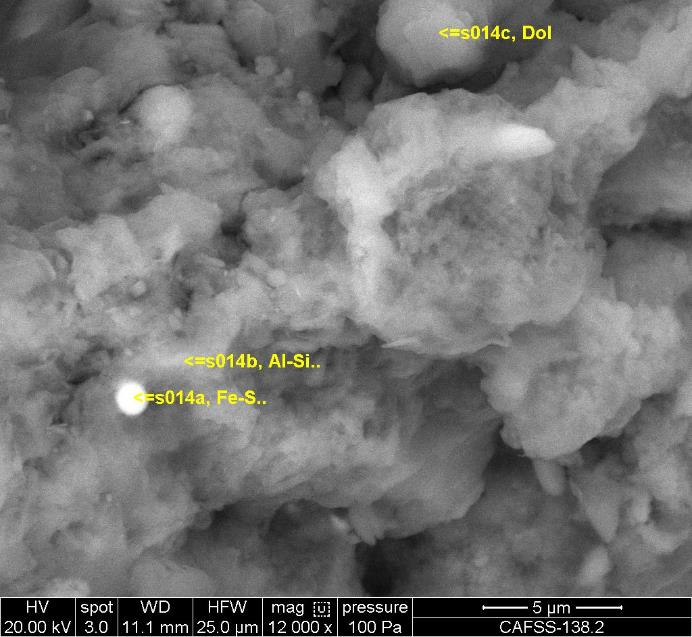 <=s014c, Dol
<=s014b, Al-Si..
<=s014a, Fe-S..
HV spot WD HFW mag pressure 5 µm
20.00 kV 3.0 11.1 mm 25.0 µm 12 000 x 100 Pa CAFSS-138,2